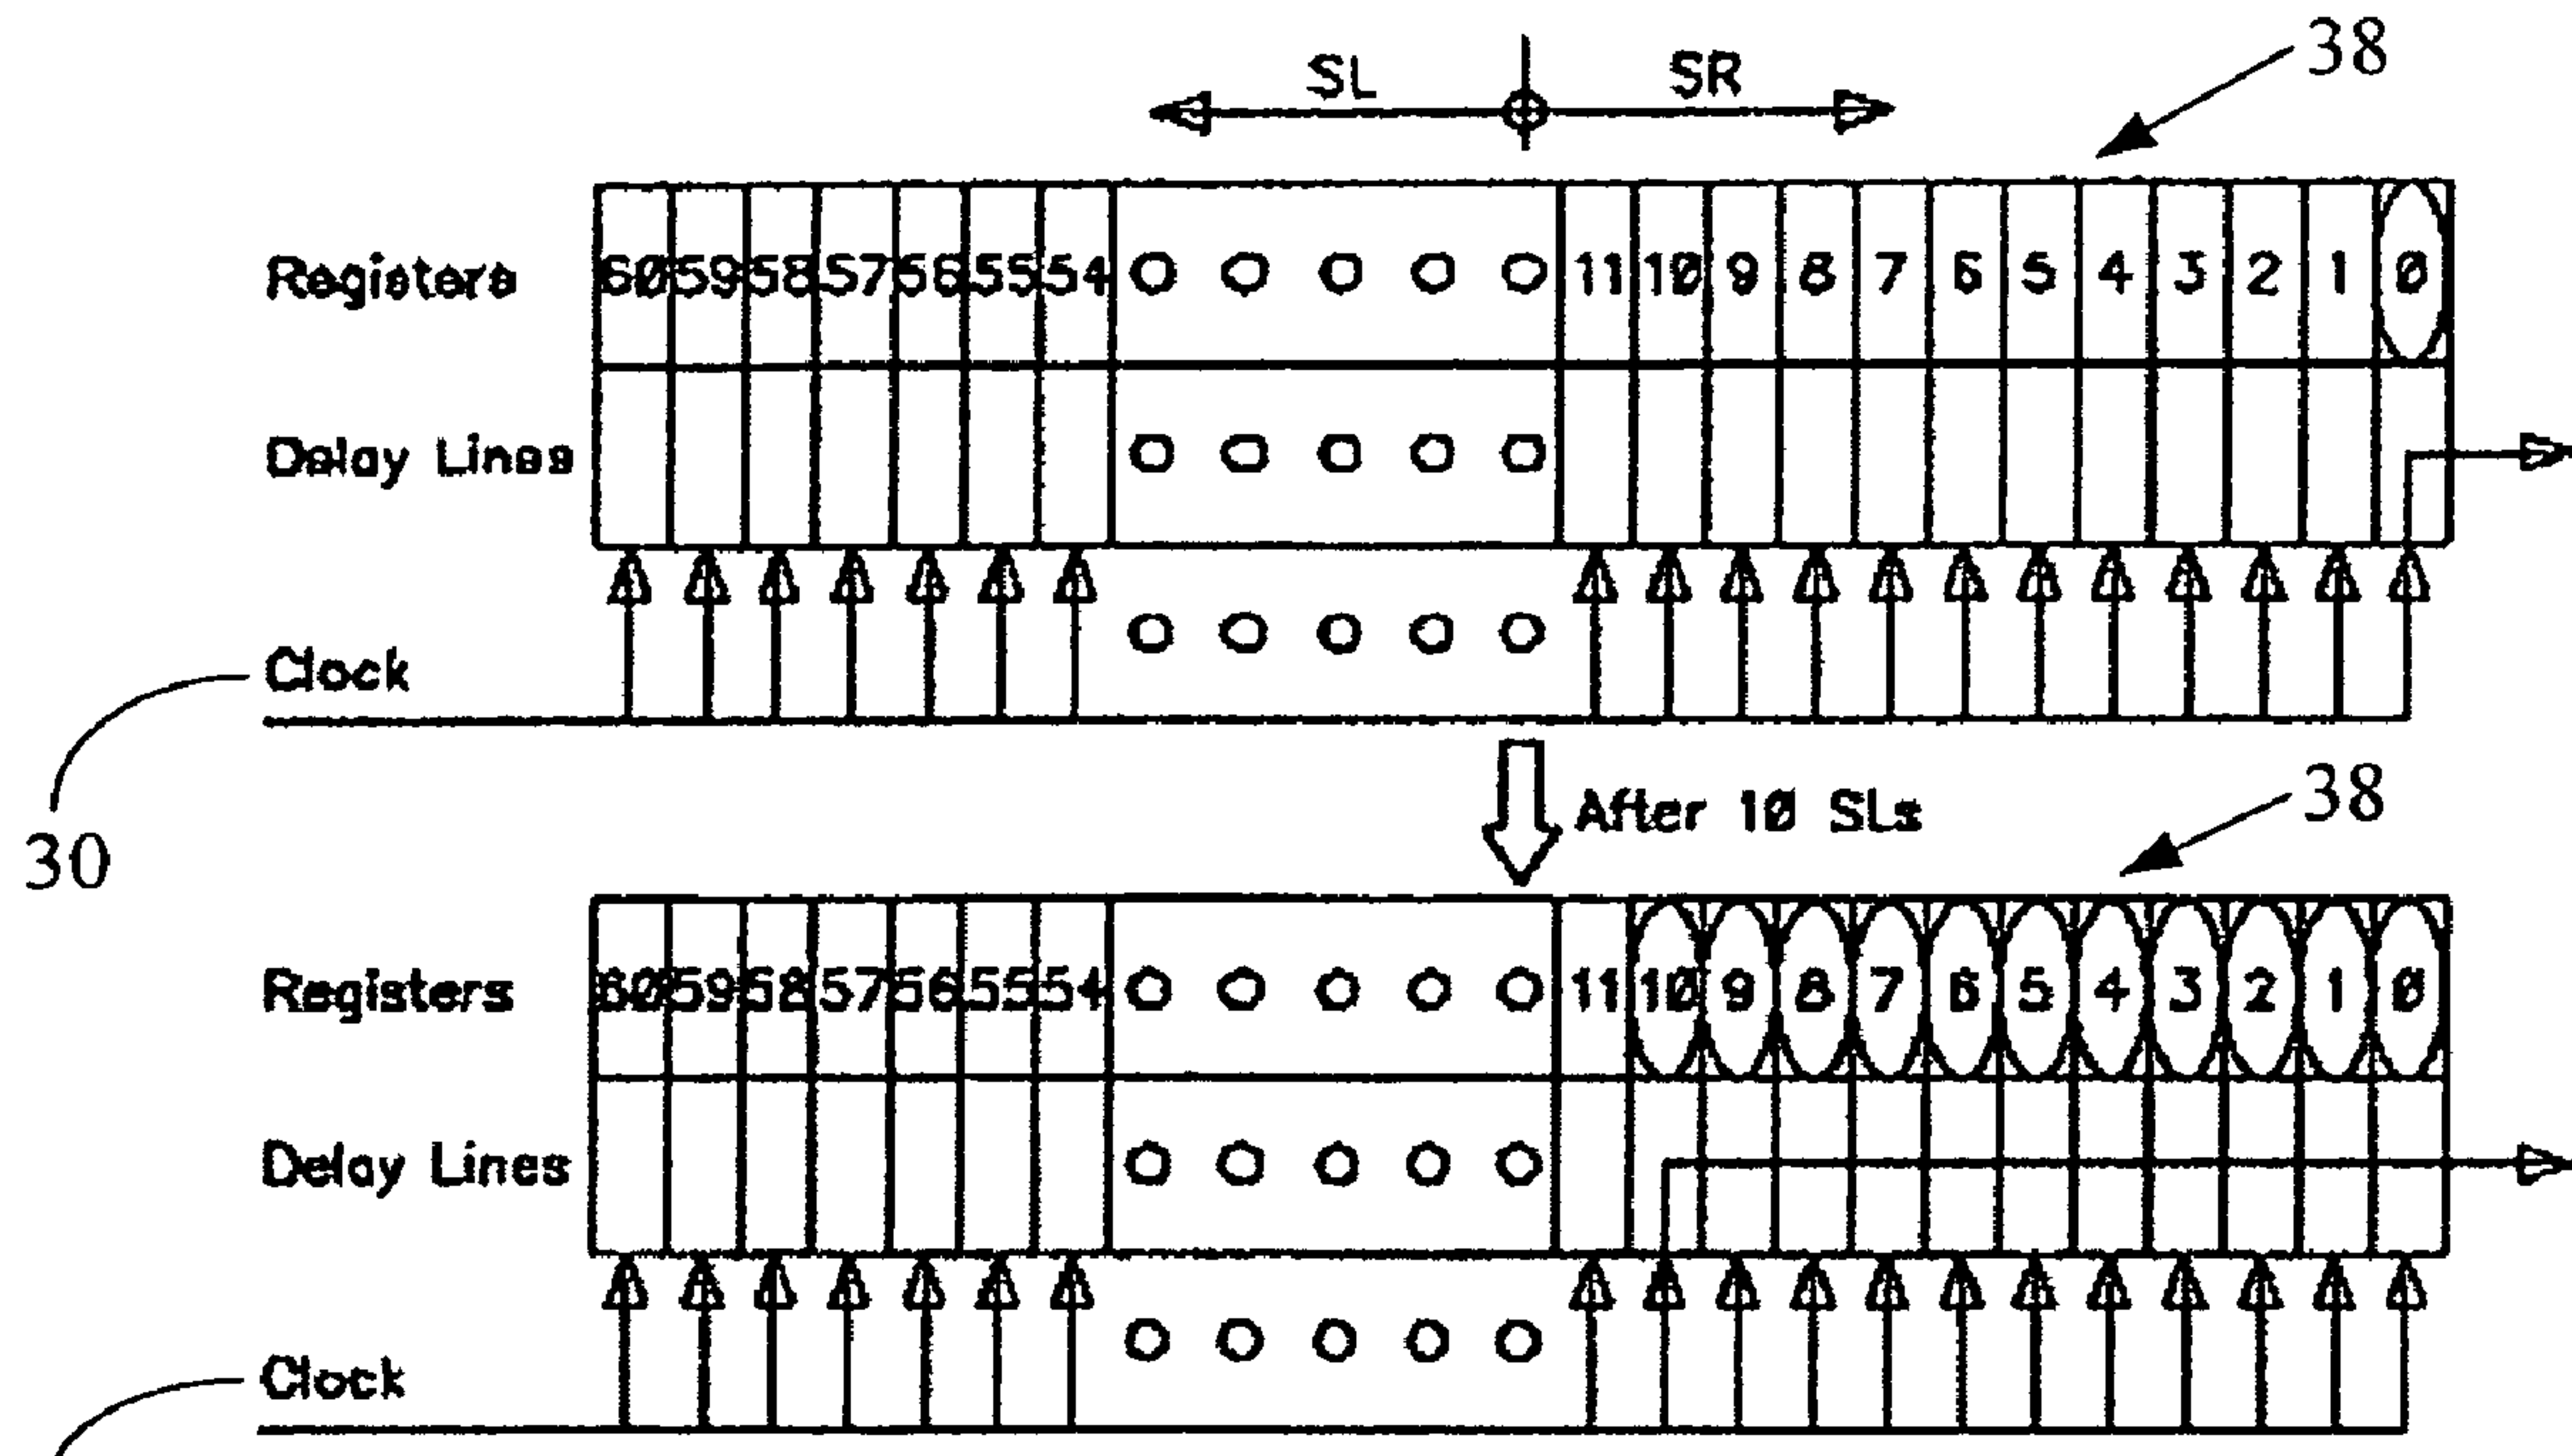 38
SL SR
Registers 60 59 58 57 56 55 54 11 10 9 8 7 6 5 4 3 2 1 0
Delay Lines
Clock
30
After 10 SLs
38
Registers 60 59 58 57 56 55 54 11 10 9 8 7 6 5 4 3 2 1 0
Delay Lines
Clock